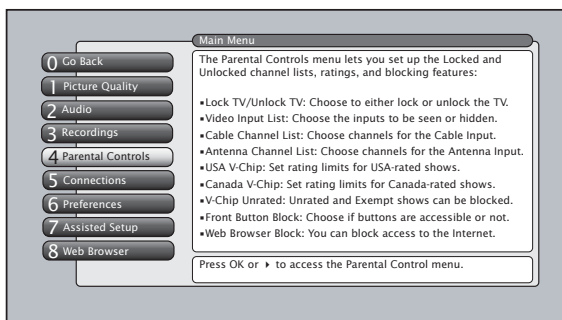 Main Menu
0 Go Back
1 Picture Quality
2 Audio
3 Recordings
4 Parental Controls
5 Connections
6 Preferences
7 Assisted Setup
8 Web Browser
The Parental Controls menu lets you set up the Locked and
Unlocked channel lists, ratings, and blocking features:
▪Lock TV/Unlock TV: Choose to either lock or unlock the TV.
▪Video Input List: Choose the inputs to be seen or hidden.
▪Cable Channel List: Choose channels for the Cable Input.
▪Antenna Channel List: Choose channels for the Antenna Input.
▪USA V-Chip: Set rating limits for USA-rated shows.
▪Canada V-Chip: Set rating limits for Canada-rated shows.
▪V-Chip Unrated: Unrated and Exempt shows can be blocked.
▪Front Button Block: Choose if buttons are accessible or not.
▪Web Browser Block: You can block access to the Internet.
Press OK or ▸ to access the Parental Control menu.